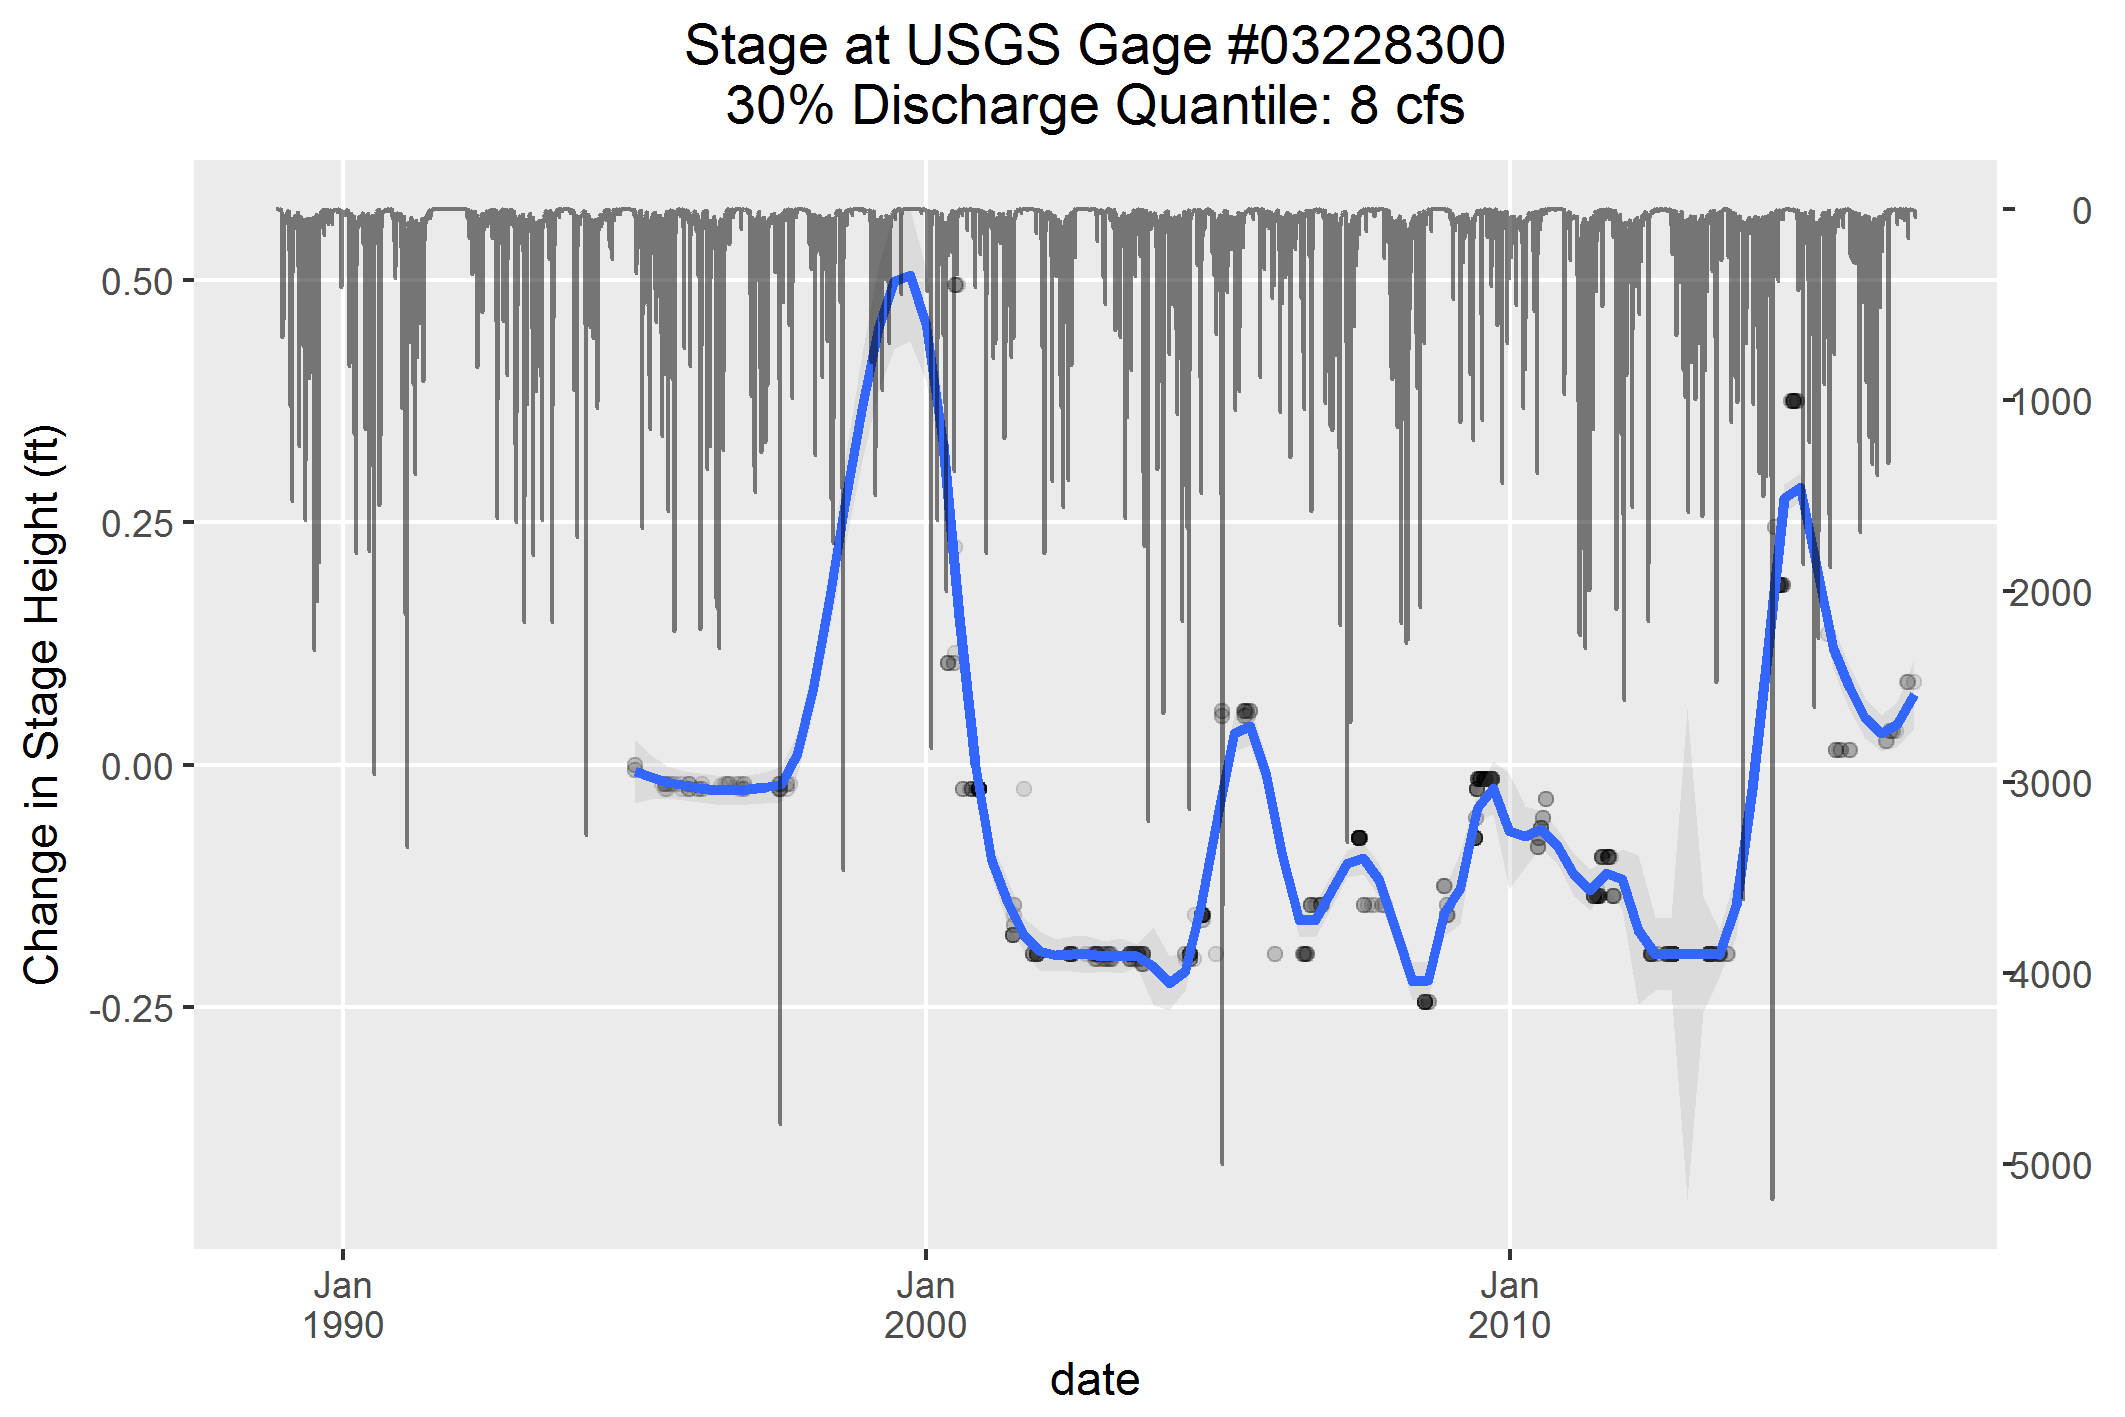 Stage at USGS Gage #03228300
30% Discharge Quantile: 8 cfs
Change in Stage Height (ft)
0.50
0.25
0.00
-0.25
0
1000
2000
3000
4000
5000
Jan
1990
Jan
2000
Jan
2010
date